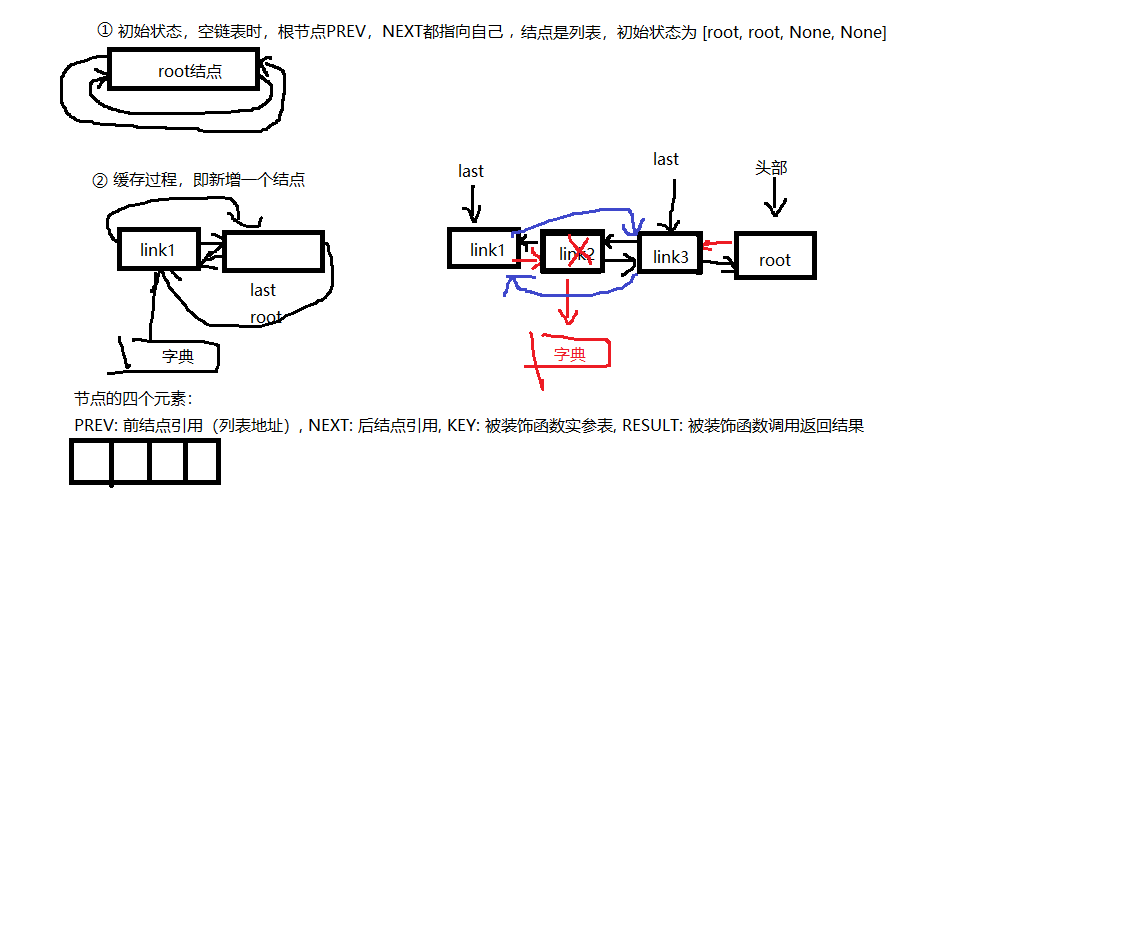 ① 初始状态，空链表时，根节点PREV，NEXT都指向自己，结点是列表，初始状态为 [root, root, None, None]
root结点
② 缓存过程，即新增一个结点
link1
last
root
字典
last
last
头部
link1
link2
link3
root
字典
节点的四个元素：
PREV: 前结点引用（列表地址）, NEXT: 后结点引用, KEY: 被装饰函数实参表, RESULT: 被装饰函数调用返回结果